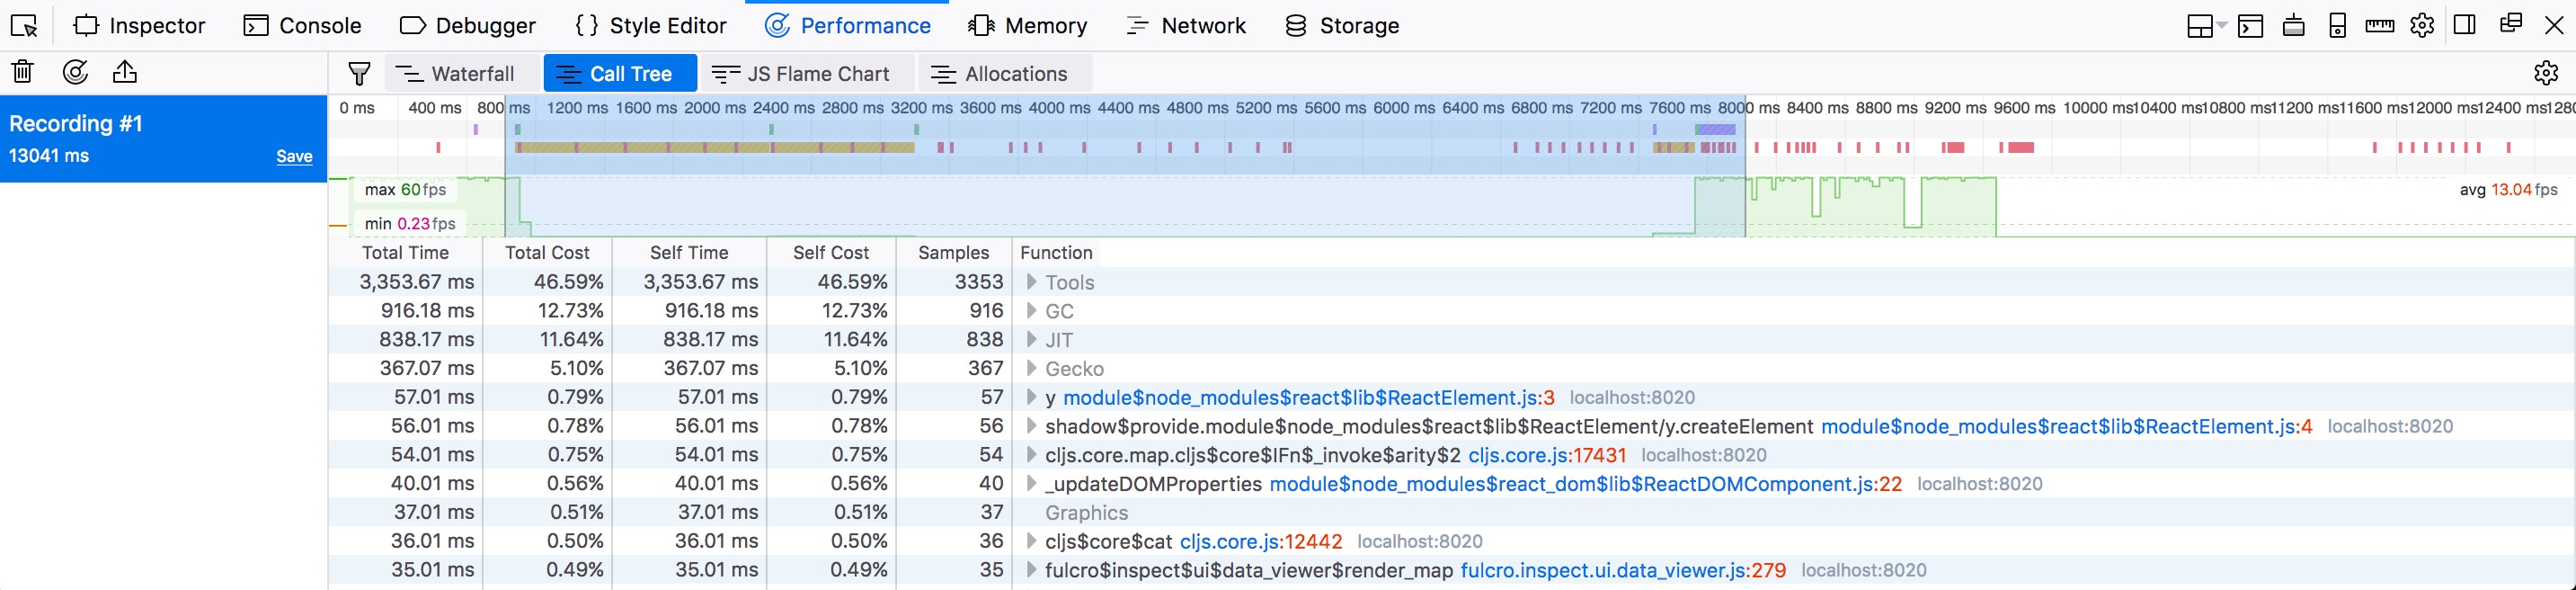 Inspector Console Debugger { } Style Editor Performance Memory Network Storage
Waterfall Call Tree JS Flame Chart Allocations
Recording #1
13041 ms Save
0 ms 400 ms 800 ms 1200 ms 1600 ms 2000 ms 2400 ms 2800 ms 3200 ms 3600 ms 4000 ms 4400 ms 4800 ms 5200 ms 5600 ms 6000 ms 6400 ms 6800 ms 7200 ms 7600 ms 8000 ms 8400 ms 8800 ms 9200 ms 9600 ms 10000 ms 10400 ms 10800 ms 11200 ms 11600 ms 12000 ms 12400 ms 1280
max 60 fps
avg 13.04 fps
min 0.23 fps
Total Time Total Cost Self Time Self Cost Samples Function
3,353.67 ms 46.59% 3,353.67 ms 46.59% 3353 Tools
916.18 ms 12.73% 916.18 ms 12.73% 916 GC
838.17 ms 11.64% 838.17 ms 11.64% 838 JIT
367.07 ms 5.10% 367.07 ms 5.10% 367 Gecko
57.01 ms 0.79% 57.01 ms 0.79% 57 y module$node_modules$react$lib$ReactElement.js:3 localhost:8020
56.01 ms 0.78% 56.01 ms 0.78% 56 shadow$provide.module$node_modules$react$lib$ReactElement/y.createElement module$node_modules$react$lib$ReactElement.js:4 localhost:8020
54.01 ms 0.75% 54.01 ms 0.75% 54 cljs.core.map.cljs$core$IFn$_invoke$arity$2 cljs.core.js:17431 localhost:8020
40.01 ms 0.56% 40.01 ms 0.56% 40 _updateDOMProperties module$node_modules$react_dom$lib$ReactDOMComponent.js:22 localhost:8020
37.01 ms 0.51% 37.01 ms 0.51% 37 Graphics
36.01 ms 0.50% 36.01 ms 0.50% 36 cljs$core$cat cljs.core.js:12442 localhost:8020
35.01 ms 0.49% 35.01 ms 0.49% 35 fulcro$inspect$ui$data_viewer$render_map fulcro.inspect.ui.data_viewer.js:279 localhost:8020